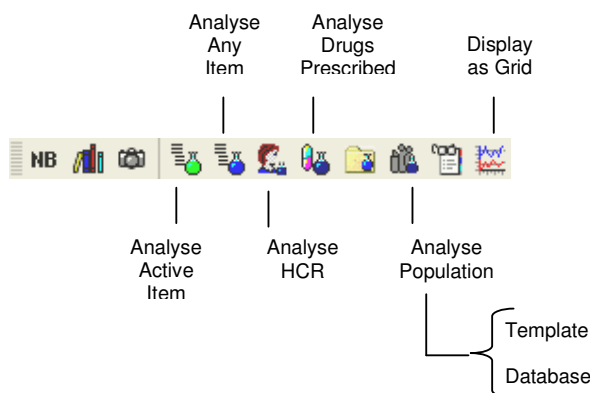 Analyse
Any
Item
Analyse
Drugs
Prescribed
Display
as Grid
NB
Analyse
Active
Item
Analyse
HCR
Analyse
Population
Template
Database